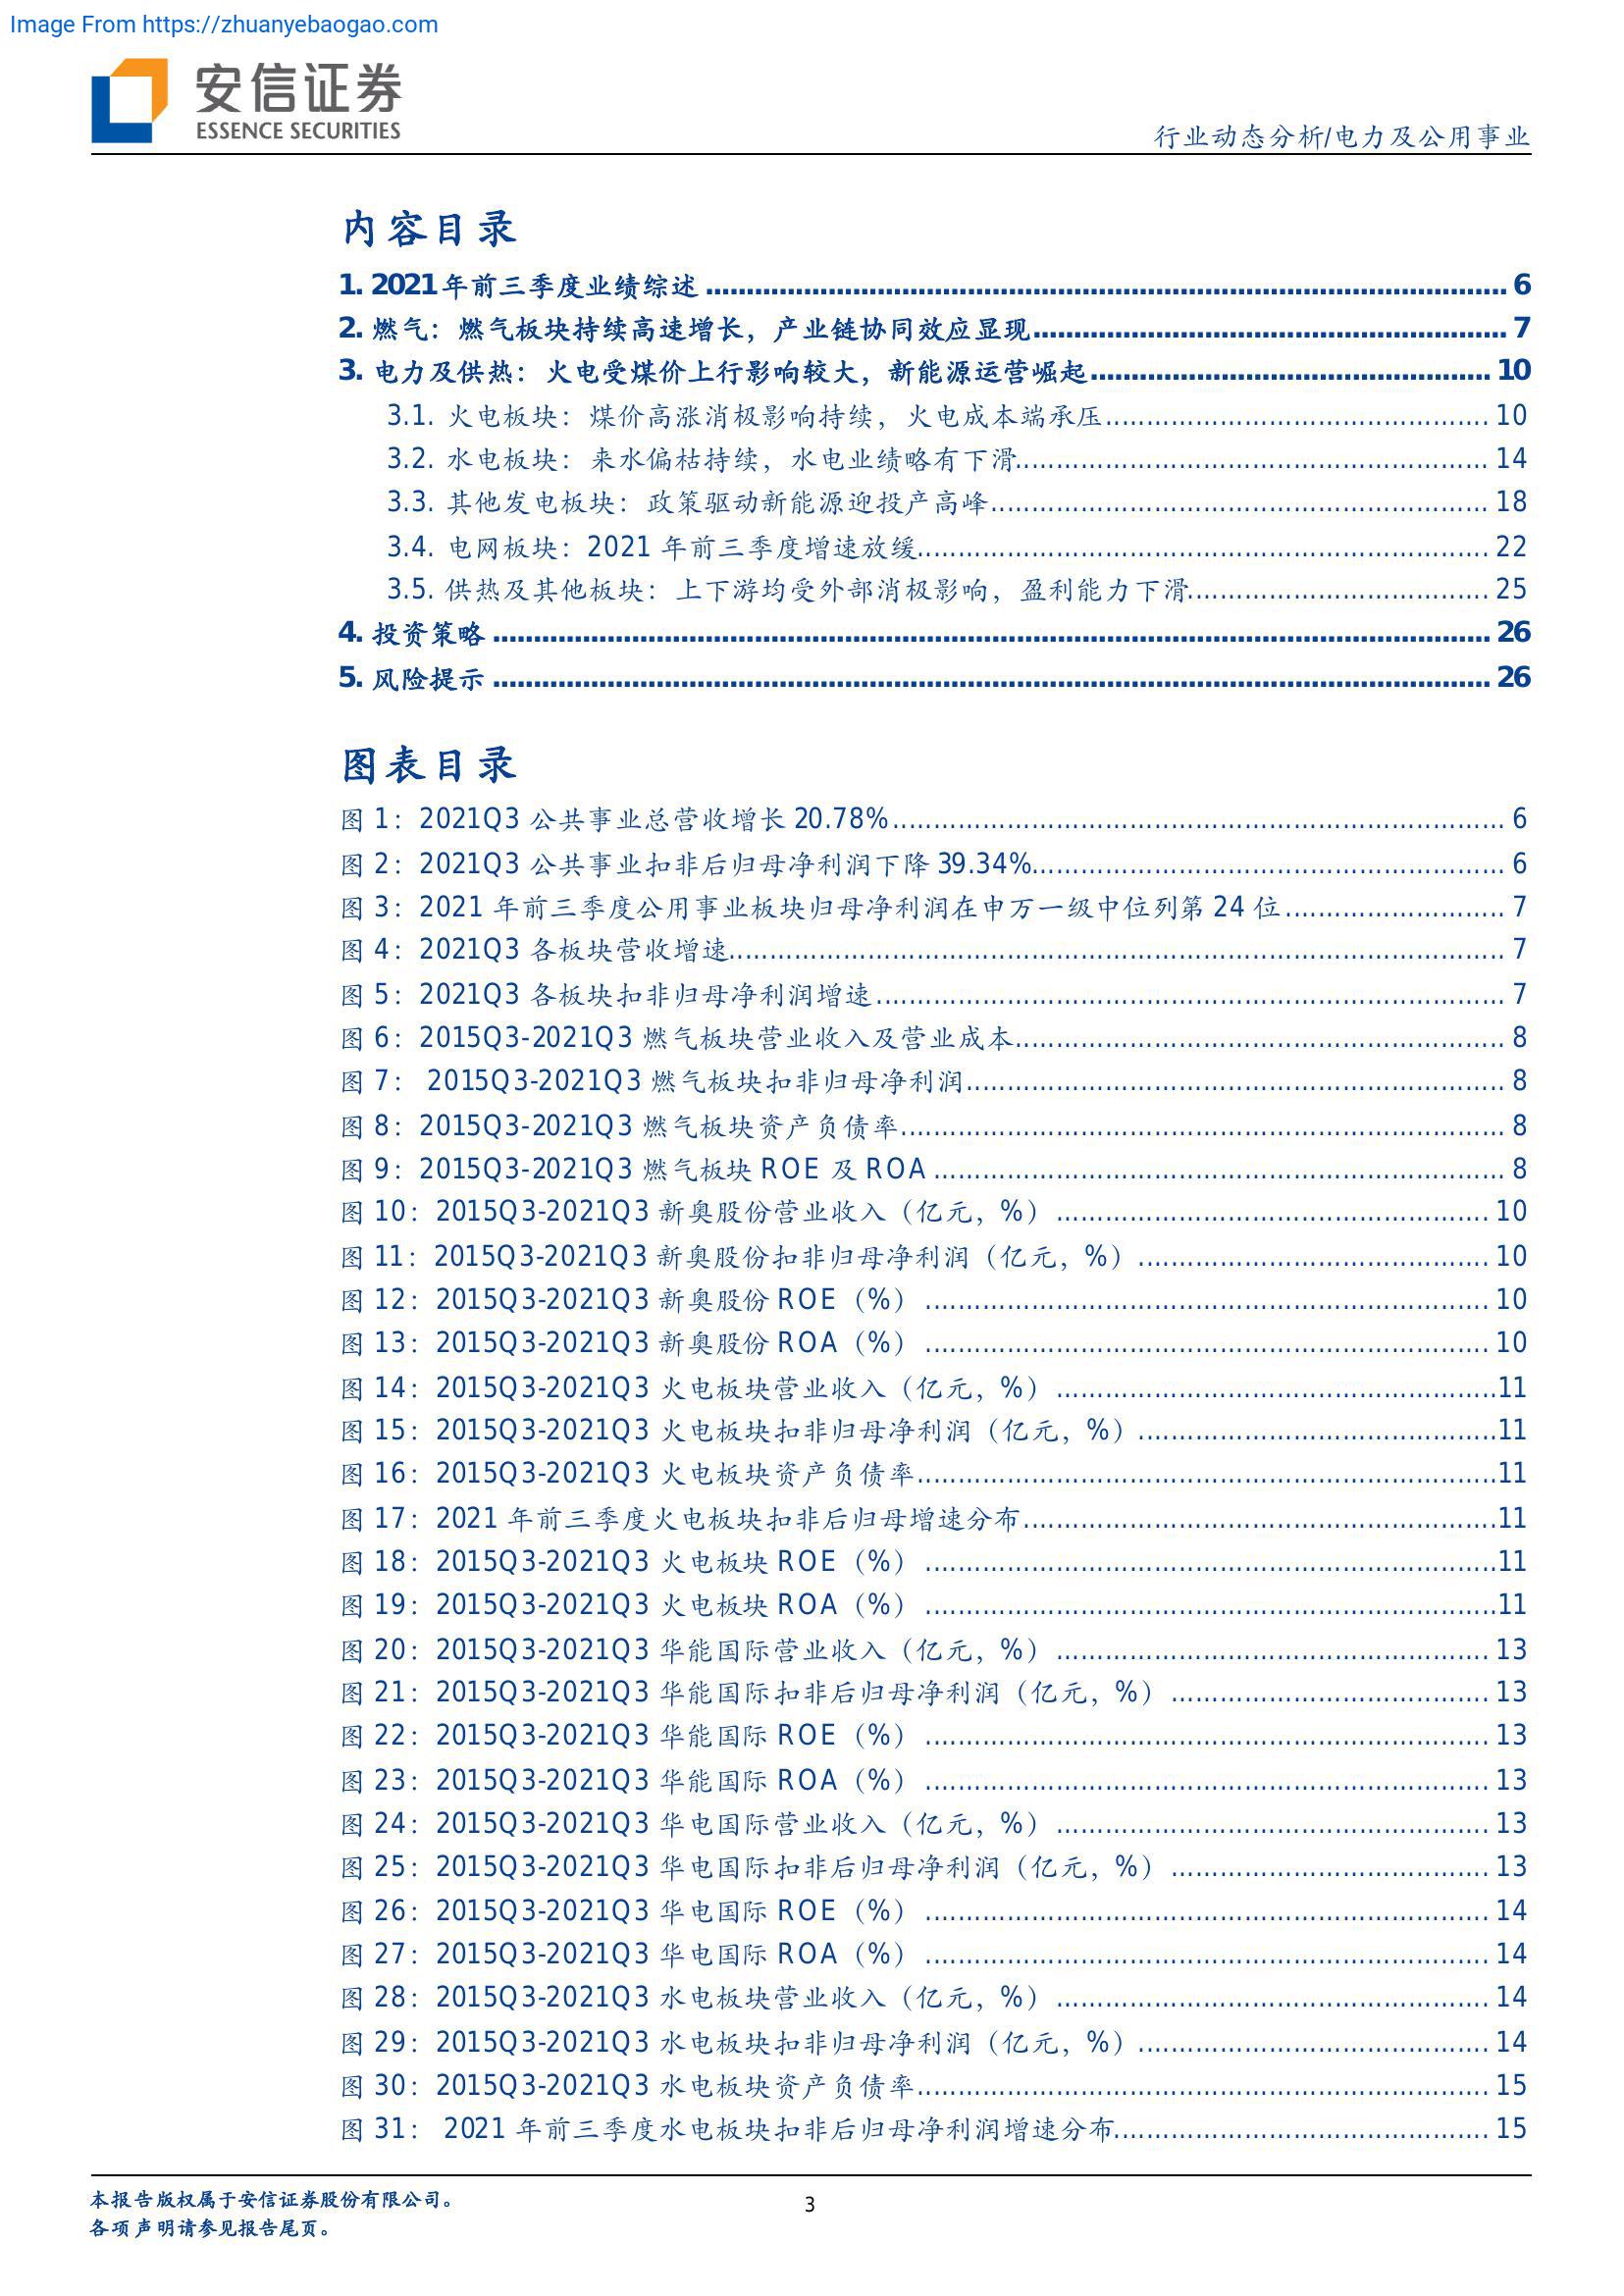 Image From https://zhuanyebaogao.com
安信证券
ESSENCE SECURITIES
行业动态分析/电力及公用事业
内容目录
1. 2021 年前三季度业绩综述 ........ 6
2. 燃气：燃气板块持续高速增长，产业链协同效应显现 ........ 7
3. 电力及供热：火电受煤价上行影响较大，新能源运营崛起 ........ 10
3.1. 火电板块：煤价高涨消极影响持续，火电成本端承压 ........ 10
3.2. 水电板块：来水偏枯持续，水电业绩略有下滑 ........ 14
3.3. 其他发电板块：政策驱动新能源迎投产高峰 ........ 18
3.4. 电网板块：2021 年前三季度增速放缓 ........ 22
3.5. 供热及其他板块：上下游均受外部消极影响，盈利能力下滑 ........ 25
4. 投资策略 ........ 26
5. 风险提示 ........ 26
图表目录
图 1：2021Q3 公共事业总营收增长 20.78% ........ 6
图 2：2021Q3 公共事业扣非后归母净利润下降 39.34% ........ 6
图 3：2021 年前三季度公用事业板块归母净利润在申万一级中位列第 24 位 ........ 7
图 4：2021Q3 各板块营收增速 ........ 7
图 5：2021Q3 各板块扣非归母净利润增速 ........ 7
图 6：2015Q3-2021Q3 燃气板块营业收入及营业成本 ........ 8
图 7： 2015Q3-2021Q3 燃气板块扣非归母净利润 ........ 8
图 8：2015Q3-2021Q3 燃气板块资产负债率 ........ 8
图 9：2015Q3-2021Q3 燃气板块 ROE 及 ROA ........ 8
图 10：2015Q3-2021Q3 新奥股份营业收入（亿元，%） ........ 10
图 11：2015Q3-2021Q3 新奥股份扣非归母净利润（亿元，%） ........ 10
图 12：2015Q3-2021Q3 新奥股份 ROE（%） ........ 10
图 13：2015Q3-2021Q3 新奥股份 ROA（%） ........ 10
图 14：2015Q3-2021Q3 火电板块营业收入（亿元，%） ........ 11
图 15：2015Q3-2021Q3 火电板块扣非归母净利润（亿元，%） ........ 11
图 16：2015Q3-2021Q3 火电板块资产负债率 ........ 11
图 17：2021 年前三季度火电板块扣非后归母增速分布 ........ 11
图 18：2015Q3-2021Q3 火电板块 ROE（%） ........ 11
图 19：2015Q3-2021Q3 火电板块 ROA（%） ........ 11
图 20：2015Q3-2021Q3 华能国际营业收入（亿元，%） ........ 13
图 21：2015Q3-2021Q3 华能国际扣非后归母净利润（亿元，%） ........ 13
图 22：2015Q3-2021Q3 华能国际 ROE（%） ........ 13
图 23：2015Q3-2021Q3 华能国际 ROA（%） ........ 13
图 24：2015Q3-2021Q3 华电国际营业收入（亿元，%） ........ 13
图 25：2015Q3-2021Q3 华电国际扣非后归母净利润（亿元，%） ........ 13
图 26：2015Q3-2021Q3 华电国际 ROE（%） ........ 14
图 27：2015Q3-2021Q3 华电国际 ROA（%） ........ 14
图 28：2015Q3-2021Q3 水电板块营业收入（亿元，%） ........ 14
图 29：2015Q3-2021Q3 水电板块扣非归母净利润（亿元，%） ........ 14
图 30：2015Q3-2021Q3 水电板块资产负债率 ........ 15
图 31： 2021 年前三季度水电板块扣非后归母净利润增速分布 ........ 15
本报告版权属于安信证券股份有限公司。
3
各项声明请参见报告尾页。